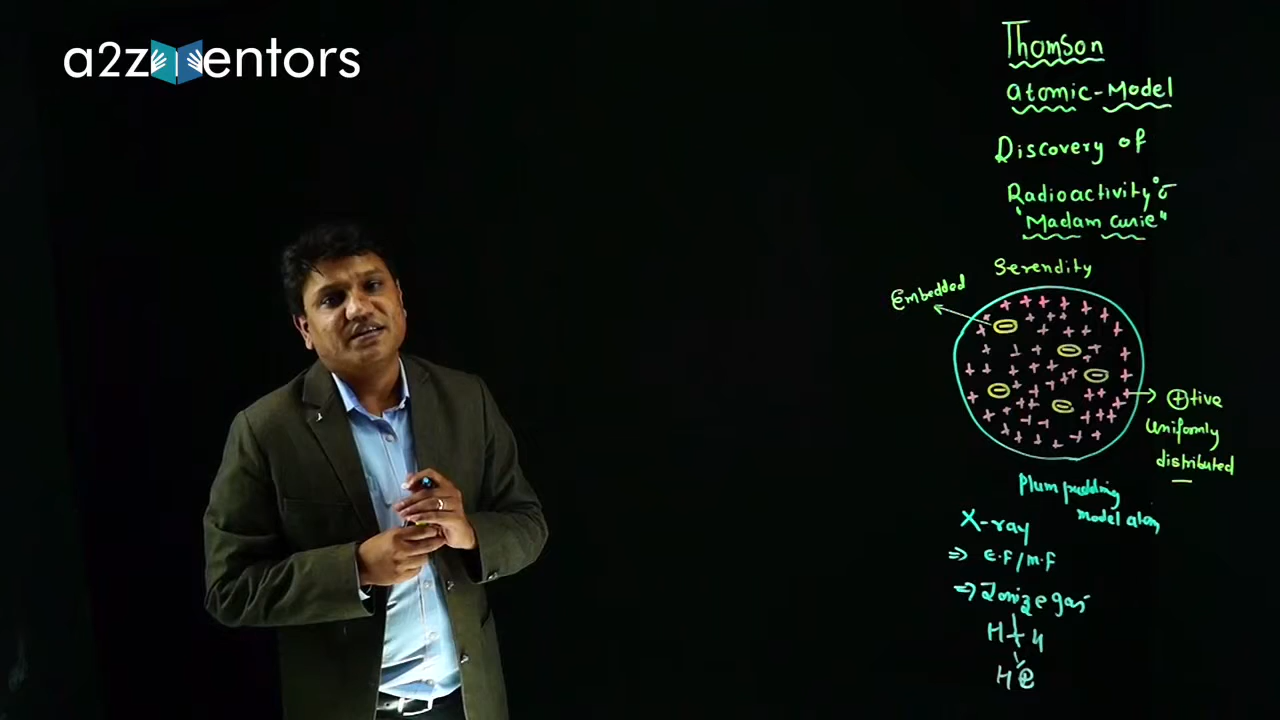 a2zmentors
Thomson
atomic-Model
Discovery of
Radioactivity
"Madam Curie"
Serendity
Embedded
+tive
Uniformly
distributed
Plum pudding
model atom
X-ray
⇒ E.F/M.F
⇒ Ionize gas
H H
H e